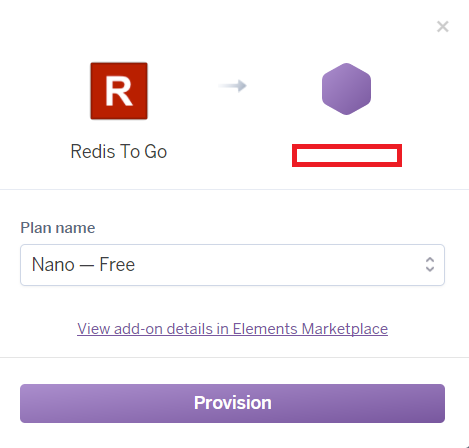 ×
R
Redis To Go
Plan name
Nano — Free
View add-on details in Elements Marketplace
Provision